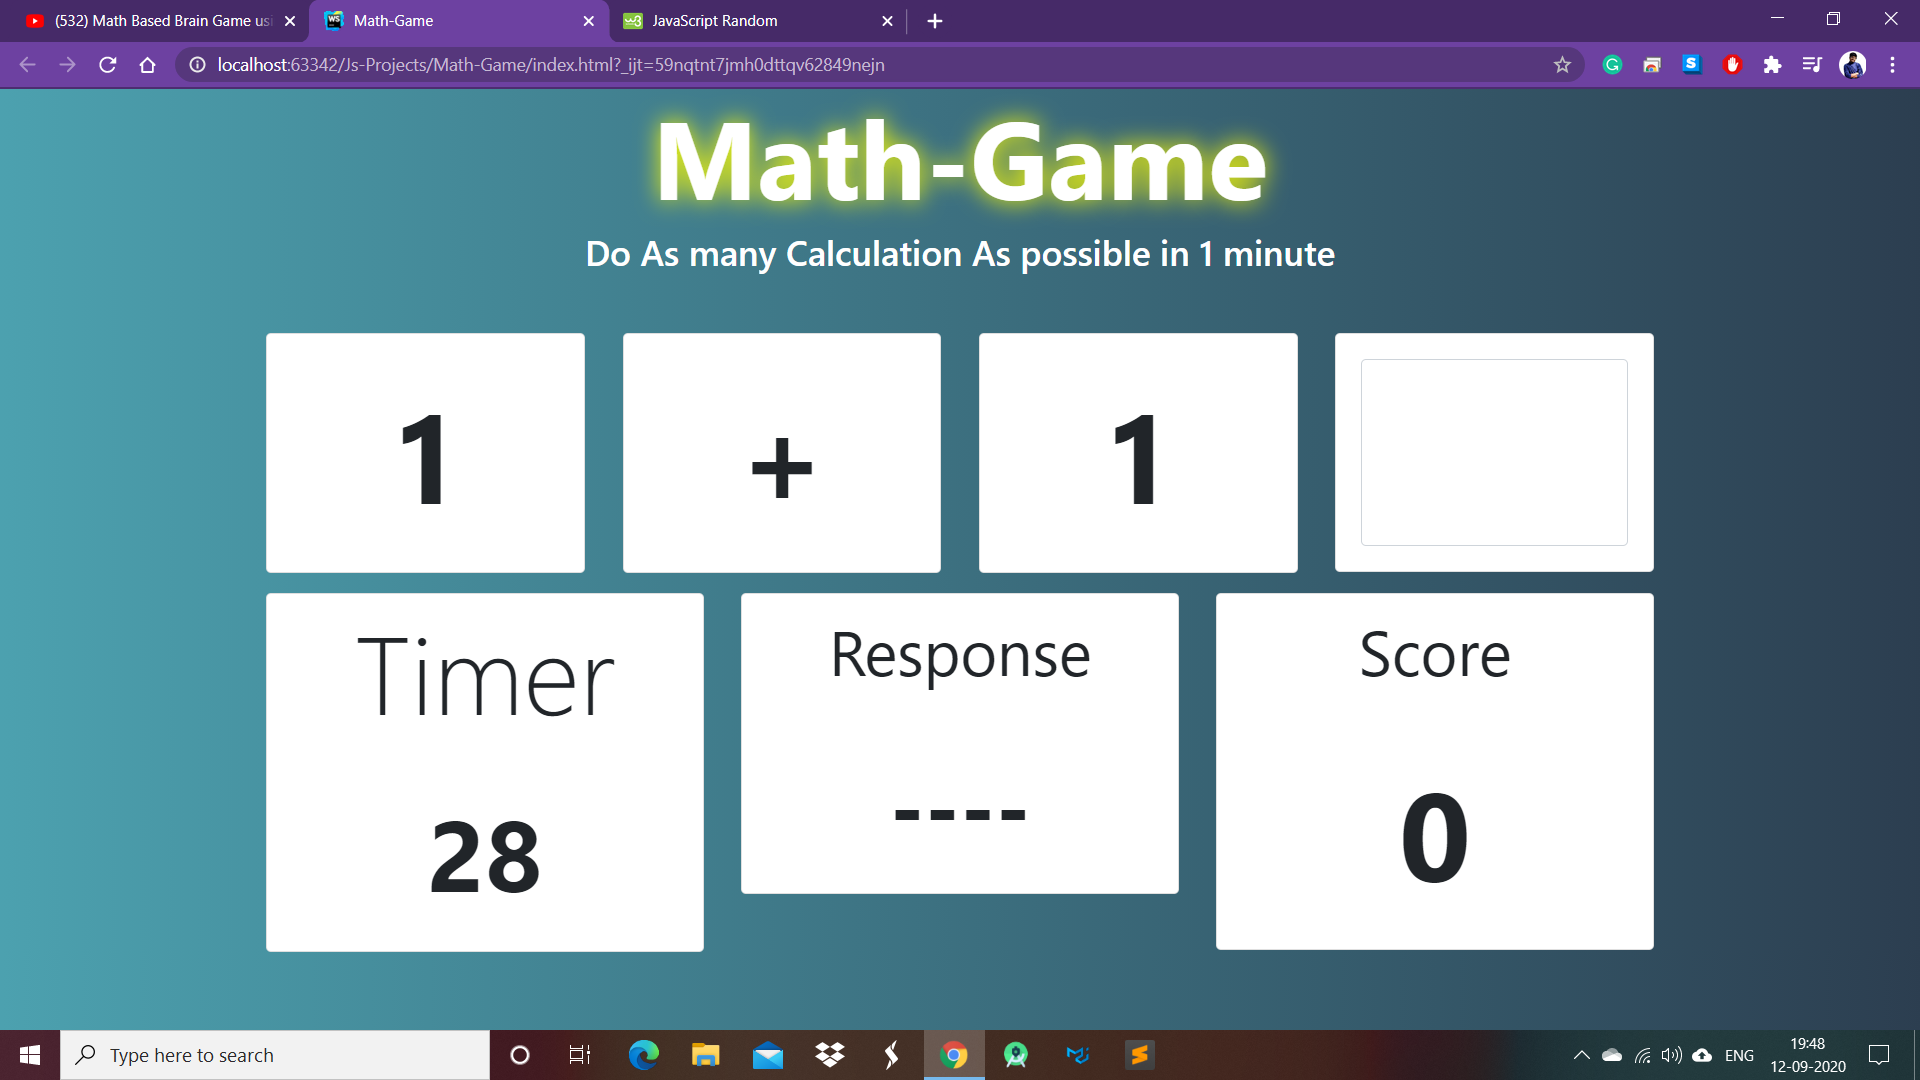 (532) Math Based Brain Game usi
Math-Game
JavaScript Random
localhost:63342/Js-Projects/Math-Game/index.html?_ijt=59nqtnt7jmh0dttqv62849nejn
Math-Game
Do As many Calculation As possible in 1 minute
1 + 1
Timer
Response
Score
28
----
0
Type here to search
ENG
19:48
12-09-2020